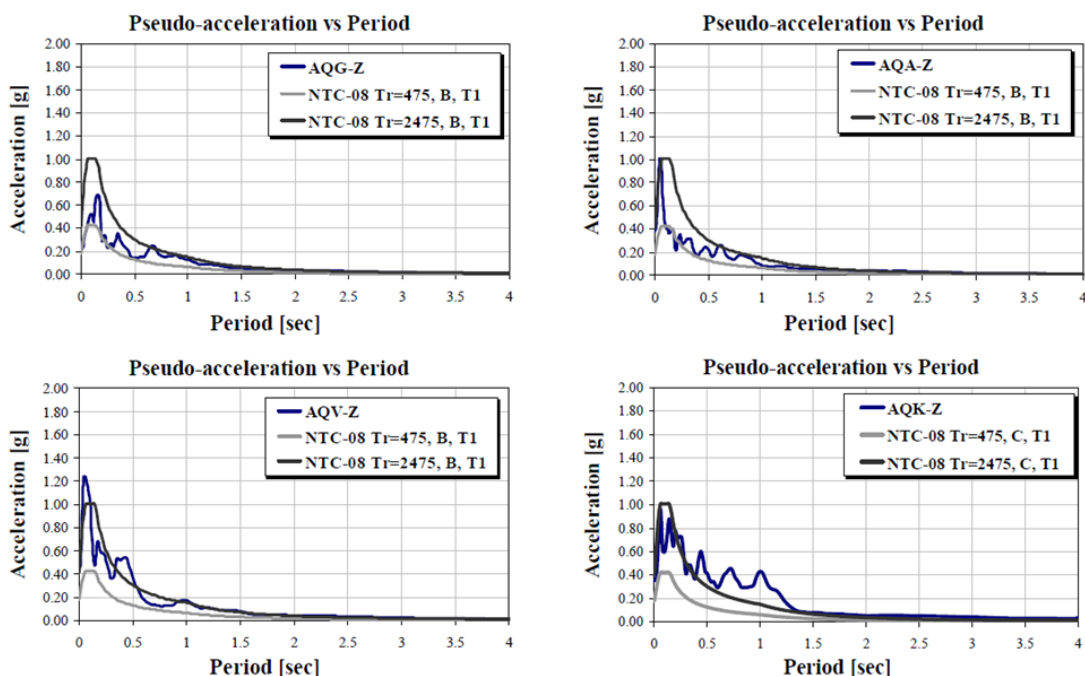 Pseudo-acceleration vs Period
2.00
1.80
1.60
1.40
1.20
1.00
0.80
0.60
0.40
0.20
0.00
Acceleration [g]
AQG-Z
NTC-08 Tr=475, B, T1
NTC-08 Tr=2475, B, T1
0 0.5 1 1.5 2 2.5 3 3.5 4
Period [sec]
Pseudo-acceleration vs Period
2.00
1.80
1.60
1.40
1.20
1.00
0.80
0.60
0.40
0.20
0.00
Acceleration [g]
AQA-Z
NTC-08 Tr=475, B, T1
NTC-08 Tr=2475, B, T1
0 0.5 1 1.5 2 2.5 3 3.5 4
Period [sec]
Pseudo-acceleration vs Period
2.00
1.80
1.60
1.40
1.20
1.00
0.80
0.60
0.40
0.20
0.00
Acceleration [g]
AQV-Z
NTC-08 Tr=475, B, T1
NTC-08 Tr=2475, B, T1
0 0.5 1 1.5 2 2.5 3 3.5 4
Period [sec]
Pseudo-acceleration vs Period
2.00
1.80
1.60
1.40
1.20
1.00
0.80
0.60
0.40
0.20
0.00
Acceleration [g]
AQK-Z
NTC-08 Tr=475, C, T1
NTC-08 Tr=2475, C, T1
0 0.5 1 1.5 2 2.5 3 3.5 4
Period [sec]